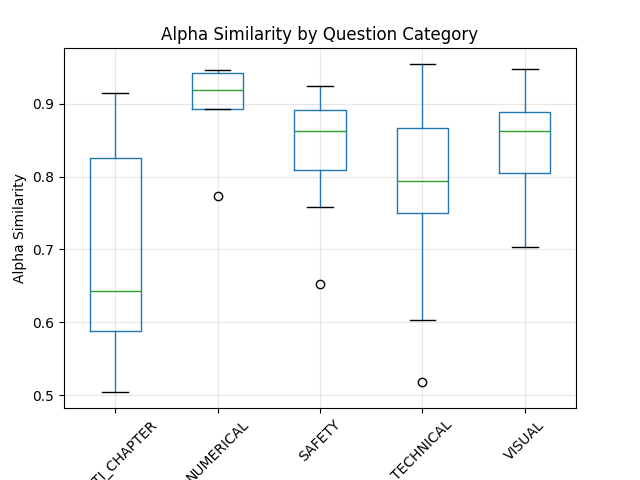 Alpha Similarity by Question Category
Alpha Similarity
0.9
0.8
0.7
0.6
0.5
TI_CHAPTER
NUMERICAL
SAFETY
TECHNICAL
VISUAL